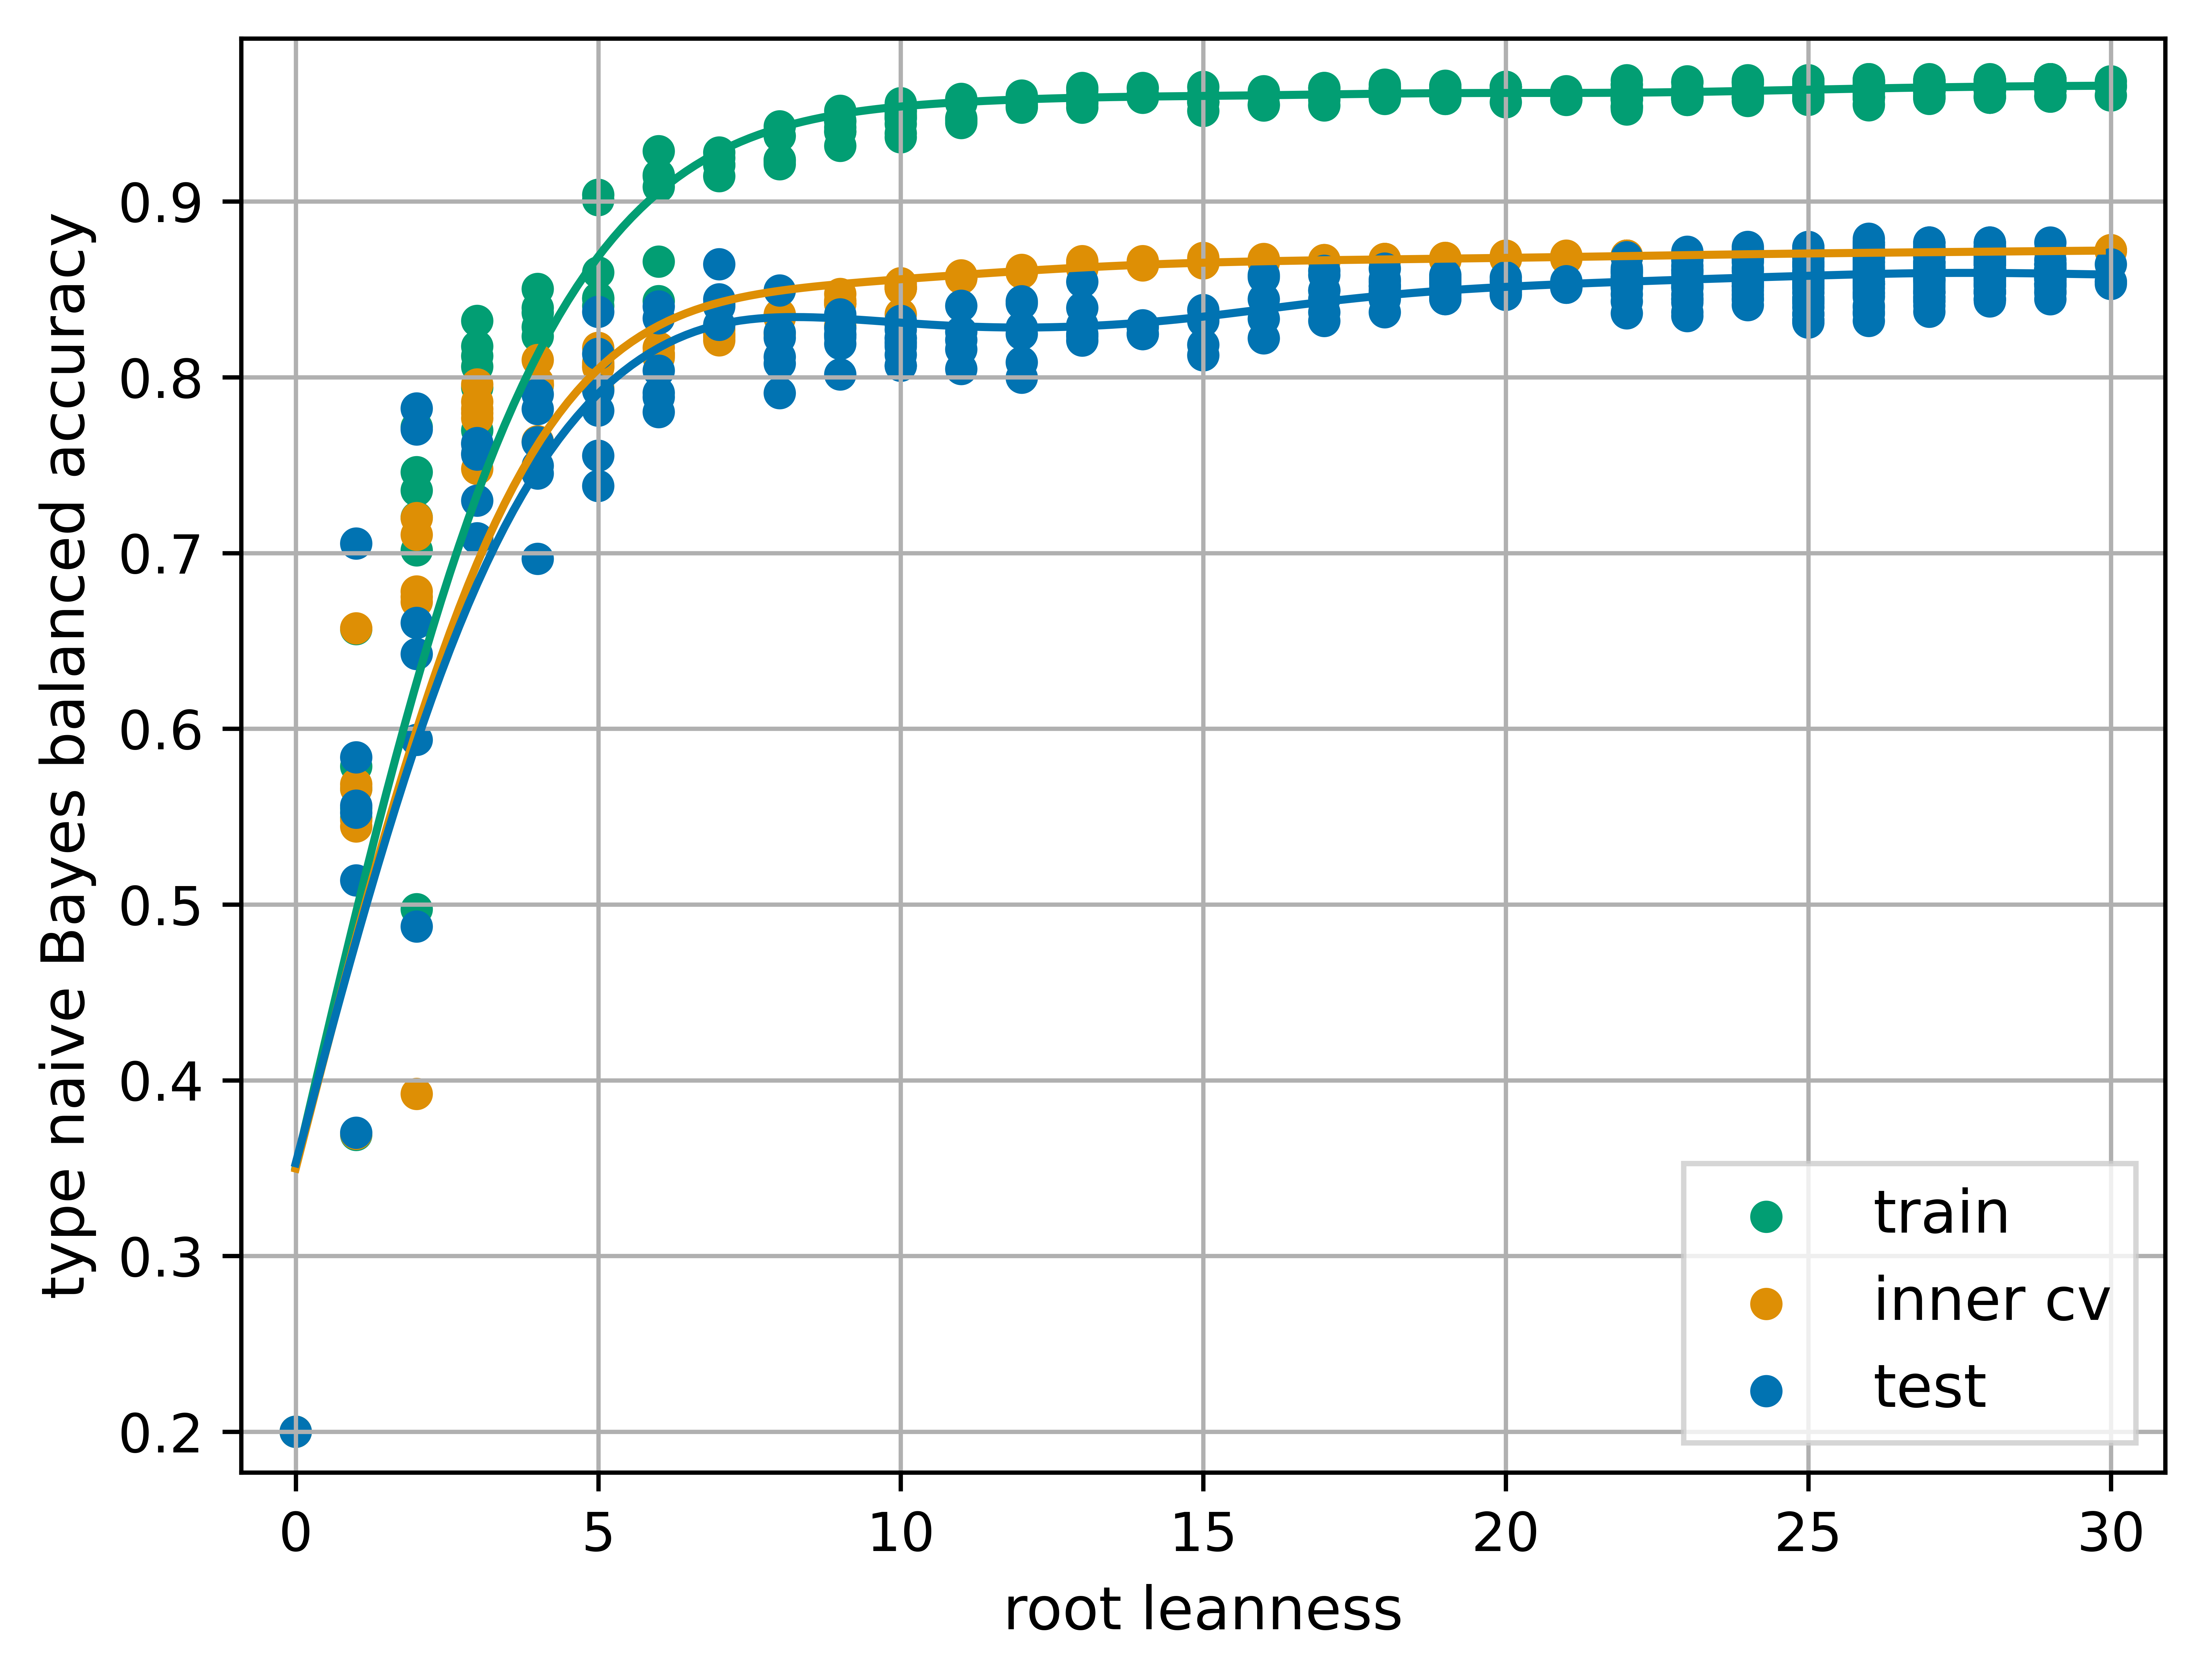 type naive Bayes balanced accuracy
0.9
0.8
0.7
0.6
0.5
0.4
0.3
0.2
train
inner cv
test
0 5 10 15 20 25 30
root leanness